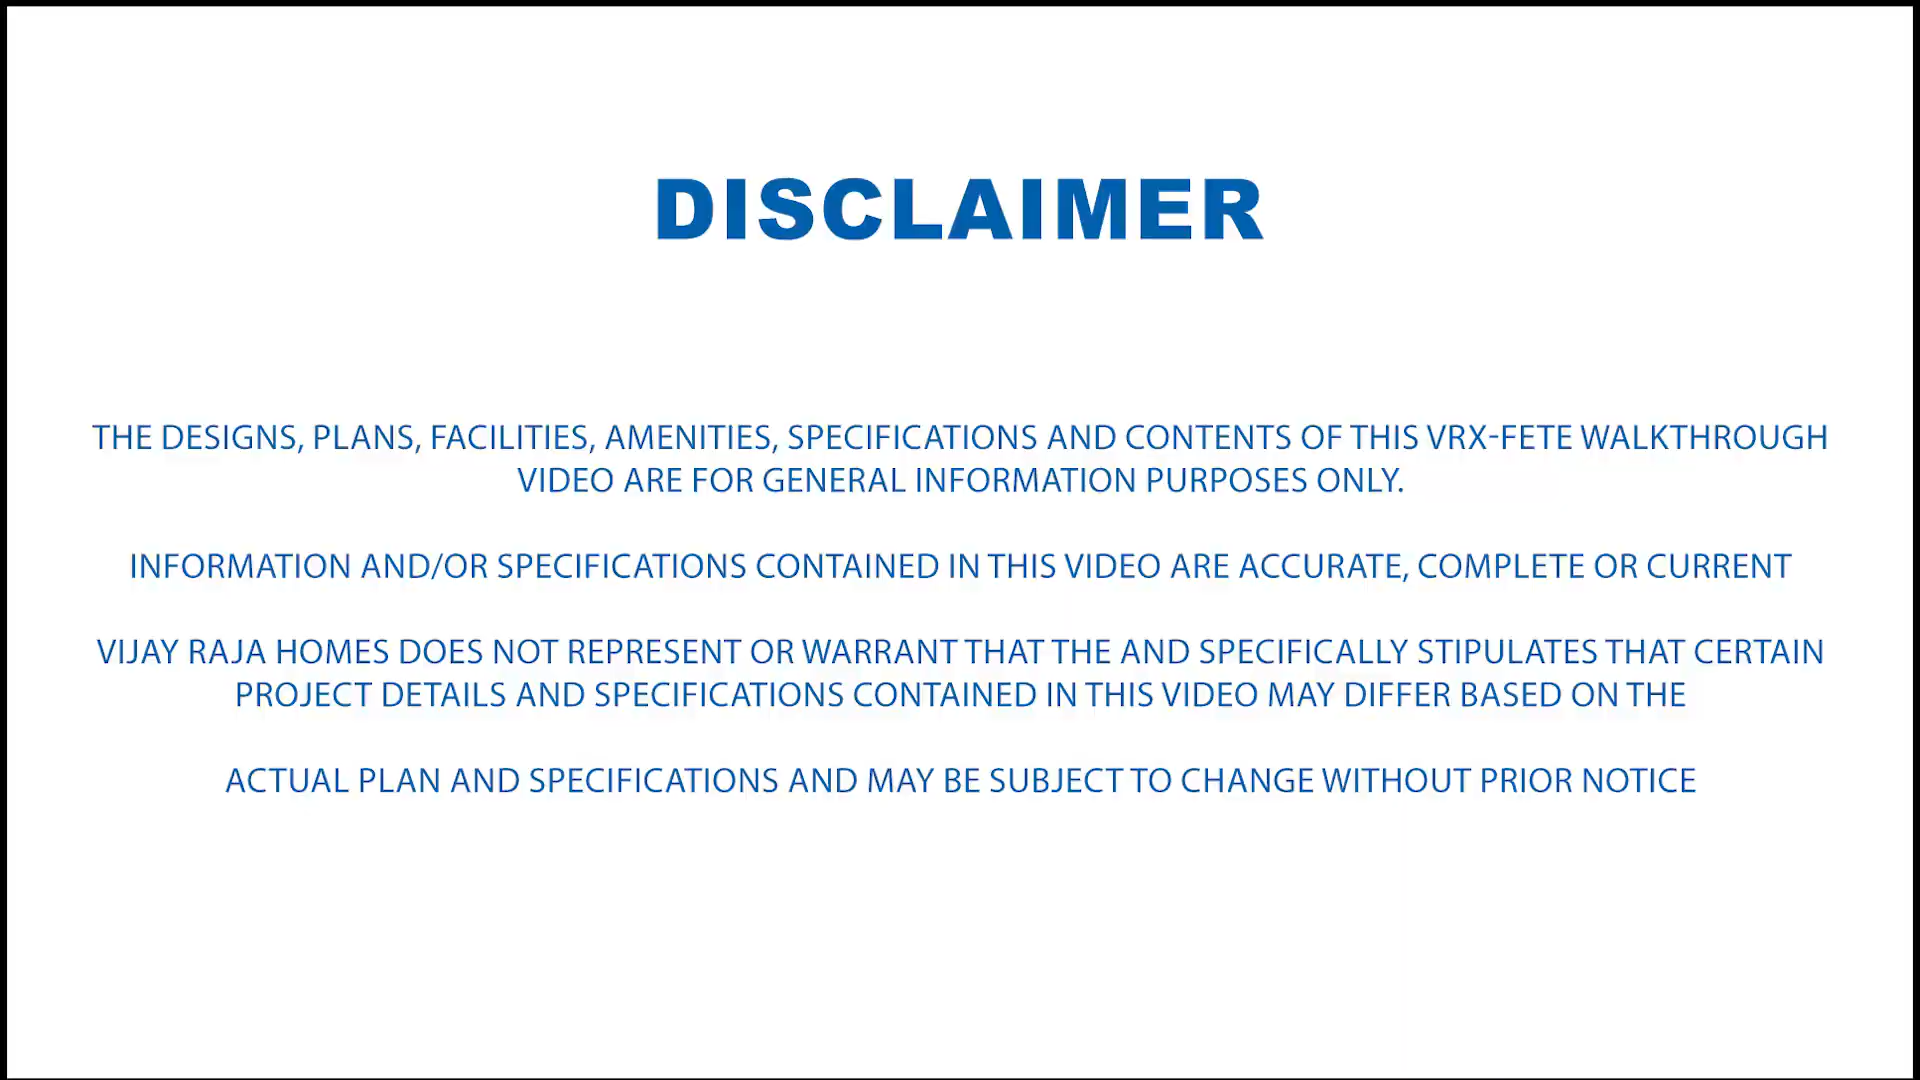 DISCLAIMER
THE DESIGNS, PLANS, FACILITIES, AMENITIES, SPECIFICATIONS AND CONTENTS OF THIS VRX-FETE WALKTHROUGH
VIDEO ARE FOR GENERAL INFORMATION PURPOSES ONLY.
INFORMATION AND/OR SPECIFICATIONS CONTAINED IN THIS VIDEO ARE ACCURATE, COMPLETE OR CURRENT
VIJAY RAJA HOMES DOES NOT REPRESENT OR WARRANT THAT THE AND SPECIFICALLY STIPULATES THAT CERTAIN
PROJECT DETAILS AND SPECIFICATIONS CONTAINED IN THIS VIDEO MAY DIFFER BASED ON THE
ACTUAL PLAN AND SPECIFICATIONS AND MAY BE SUBJECT TO CHANGE WITHOUT PRIOR NOTICE